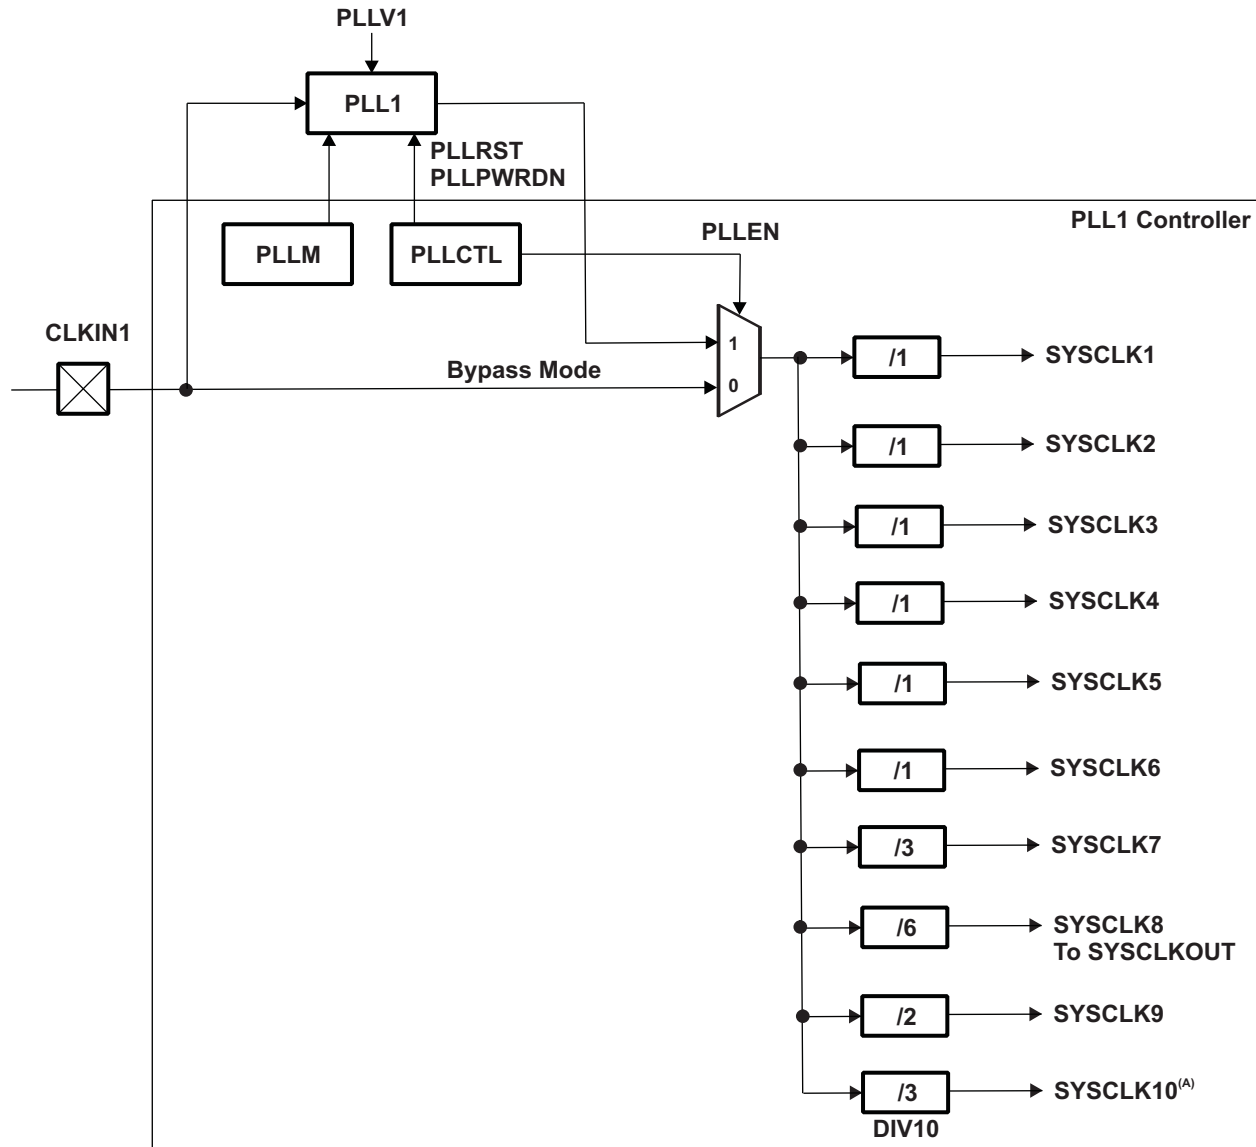 PLLV1
PLL1
PLLRST
PLLPWRDN
PLL1 Controller
PLLM
PLLCTL
PLLEN
CLKIN1
Bypass Mode
1
0
/1
SYSCLK1
/1
SYSCLK2
/1
SYSCLK3
/1
SYSCLK4
/1
SYSCLK5
/1
SYSCLK6
/3
SYSCLK7
/6
SYSCLK8
To SYSCLKOUT
/2
SYSCLK9
/3
SYSCLK10(A)
DIV10